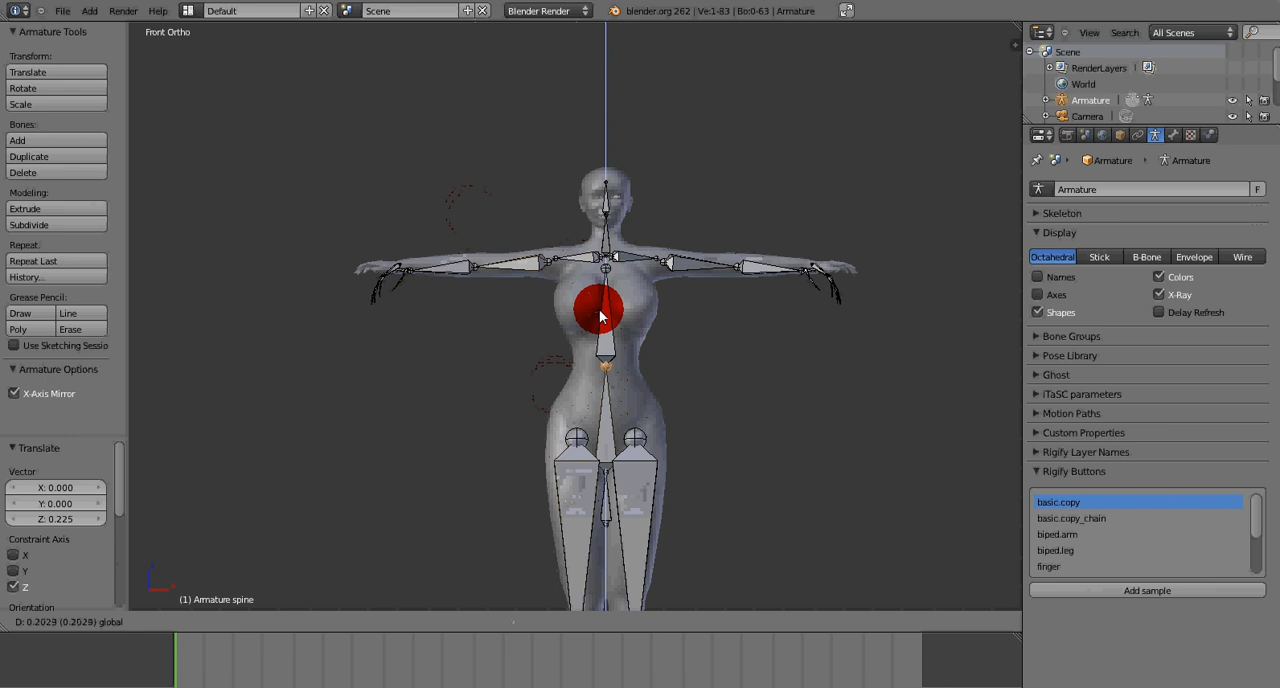 File Add Render Help Default Scene Blender Render blender.org 262 | Ve:1-83 | Bo:0-63 | Armature
Armature Tools
Transform:
Translate
Rotate
Scale
Bones:
Add
Duplicate
Delete
Modeling:
Extrude
Subdivide
Repeat:
Repeat Last
History...
Grease Pencil:
Draw Line
Poly Erase
Use Sketching Sessio
Armature Options
X-Axis Mirror
Translate
Vector
X: 0.000
Y: 0.000
Z: 0.225
Constraint Axis
X
Y
Z
Orientation
Front Ortho
(1) Armature spine
D: 0.2029 (0.2029) global
View Search All Scenes
Scene
RenderLayers
World
Armature
Camera
Armature Armature
Armature F
Skeleton
Display
Octahedral Stick B-Bone Envelope Wire
Names Colors
Axes X-Ray
Shapes Delay Refresh
Bone Groups
Pose Library
Ghost
iTaSC parameters
Motion Paths
Custom Properties
Rigify Layer Names
Rigify Buttons
basic.copy
basic.copy_chain
biped.arm
biped.leg
finger
Add sample